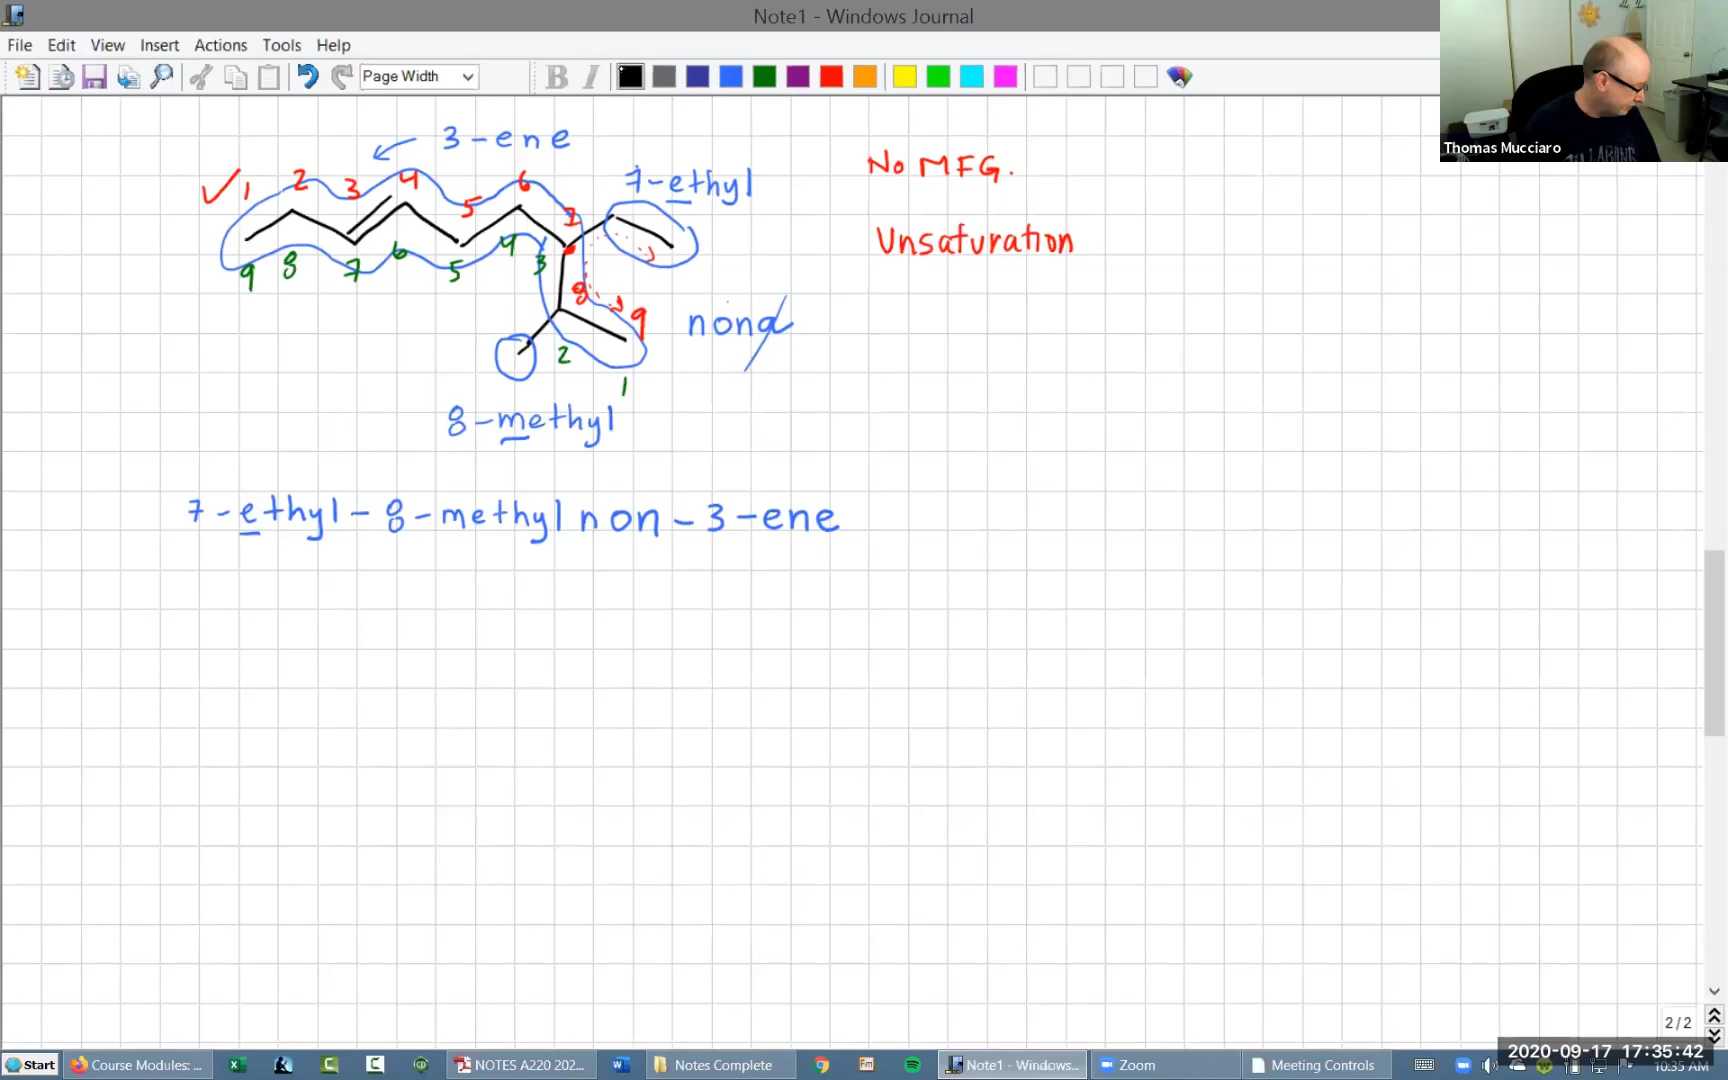 Note1 - Windows Journal
File Edit View Insert Actions Tools Help
Page Width
B I
Thomas Mucciaro
3-ene
No MFG.
1 2 3 4 5 6 7
7-ethyl
Unsaturation
9 8 7 6 5 4 3
8 9
nona
2
1
8-methyl
7-ethyl-8-methylnon-3-ene
2/2
Start Course Modules: ... NOTES A220 202... Notes Complete Note1 - Windows... Zoom Meeting Controls
2020-09-17 17:35:42
10:35 AM